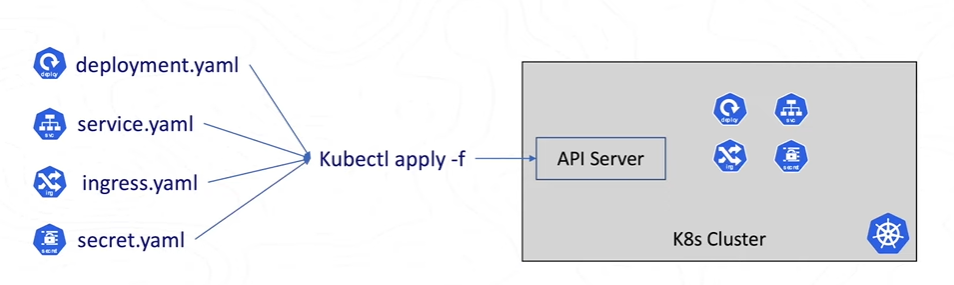 deployment.yaml
service.yaml
ingress.yaml
secret.yaml
Kubectl apply -f
API Server
K8s Cluster
deploy
svc
ing
secret
deploy
svc
ing
secret